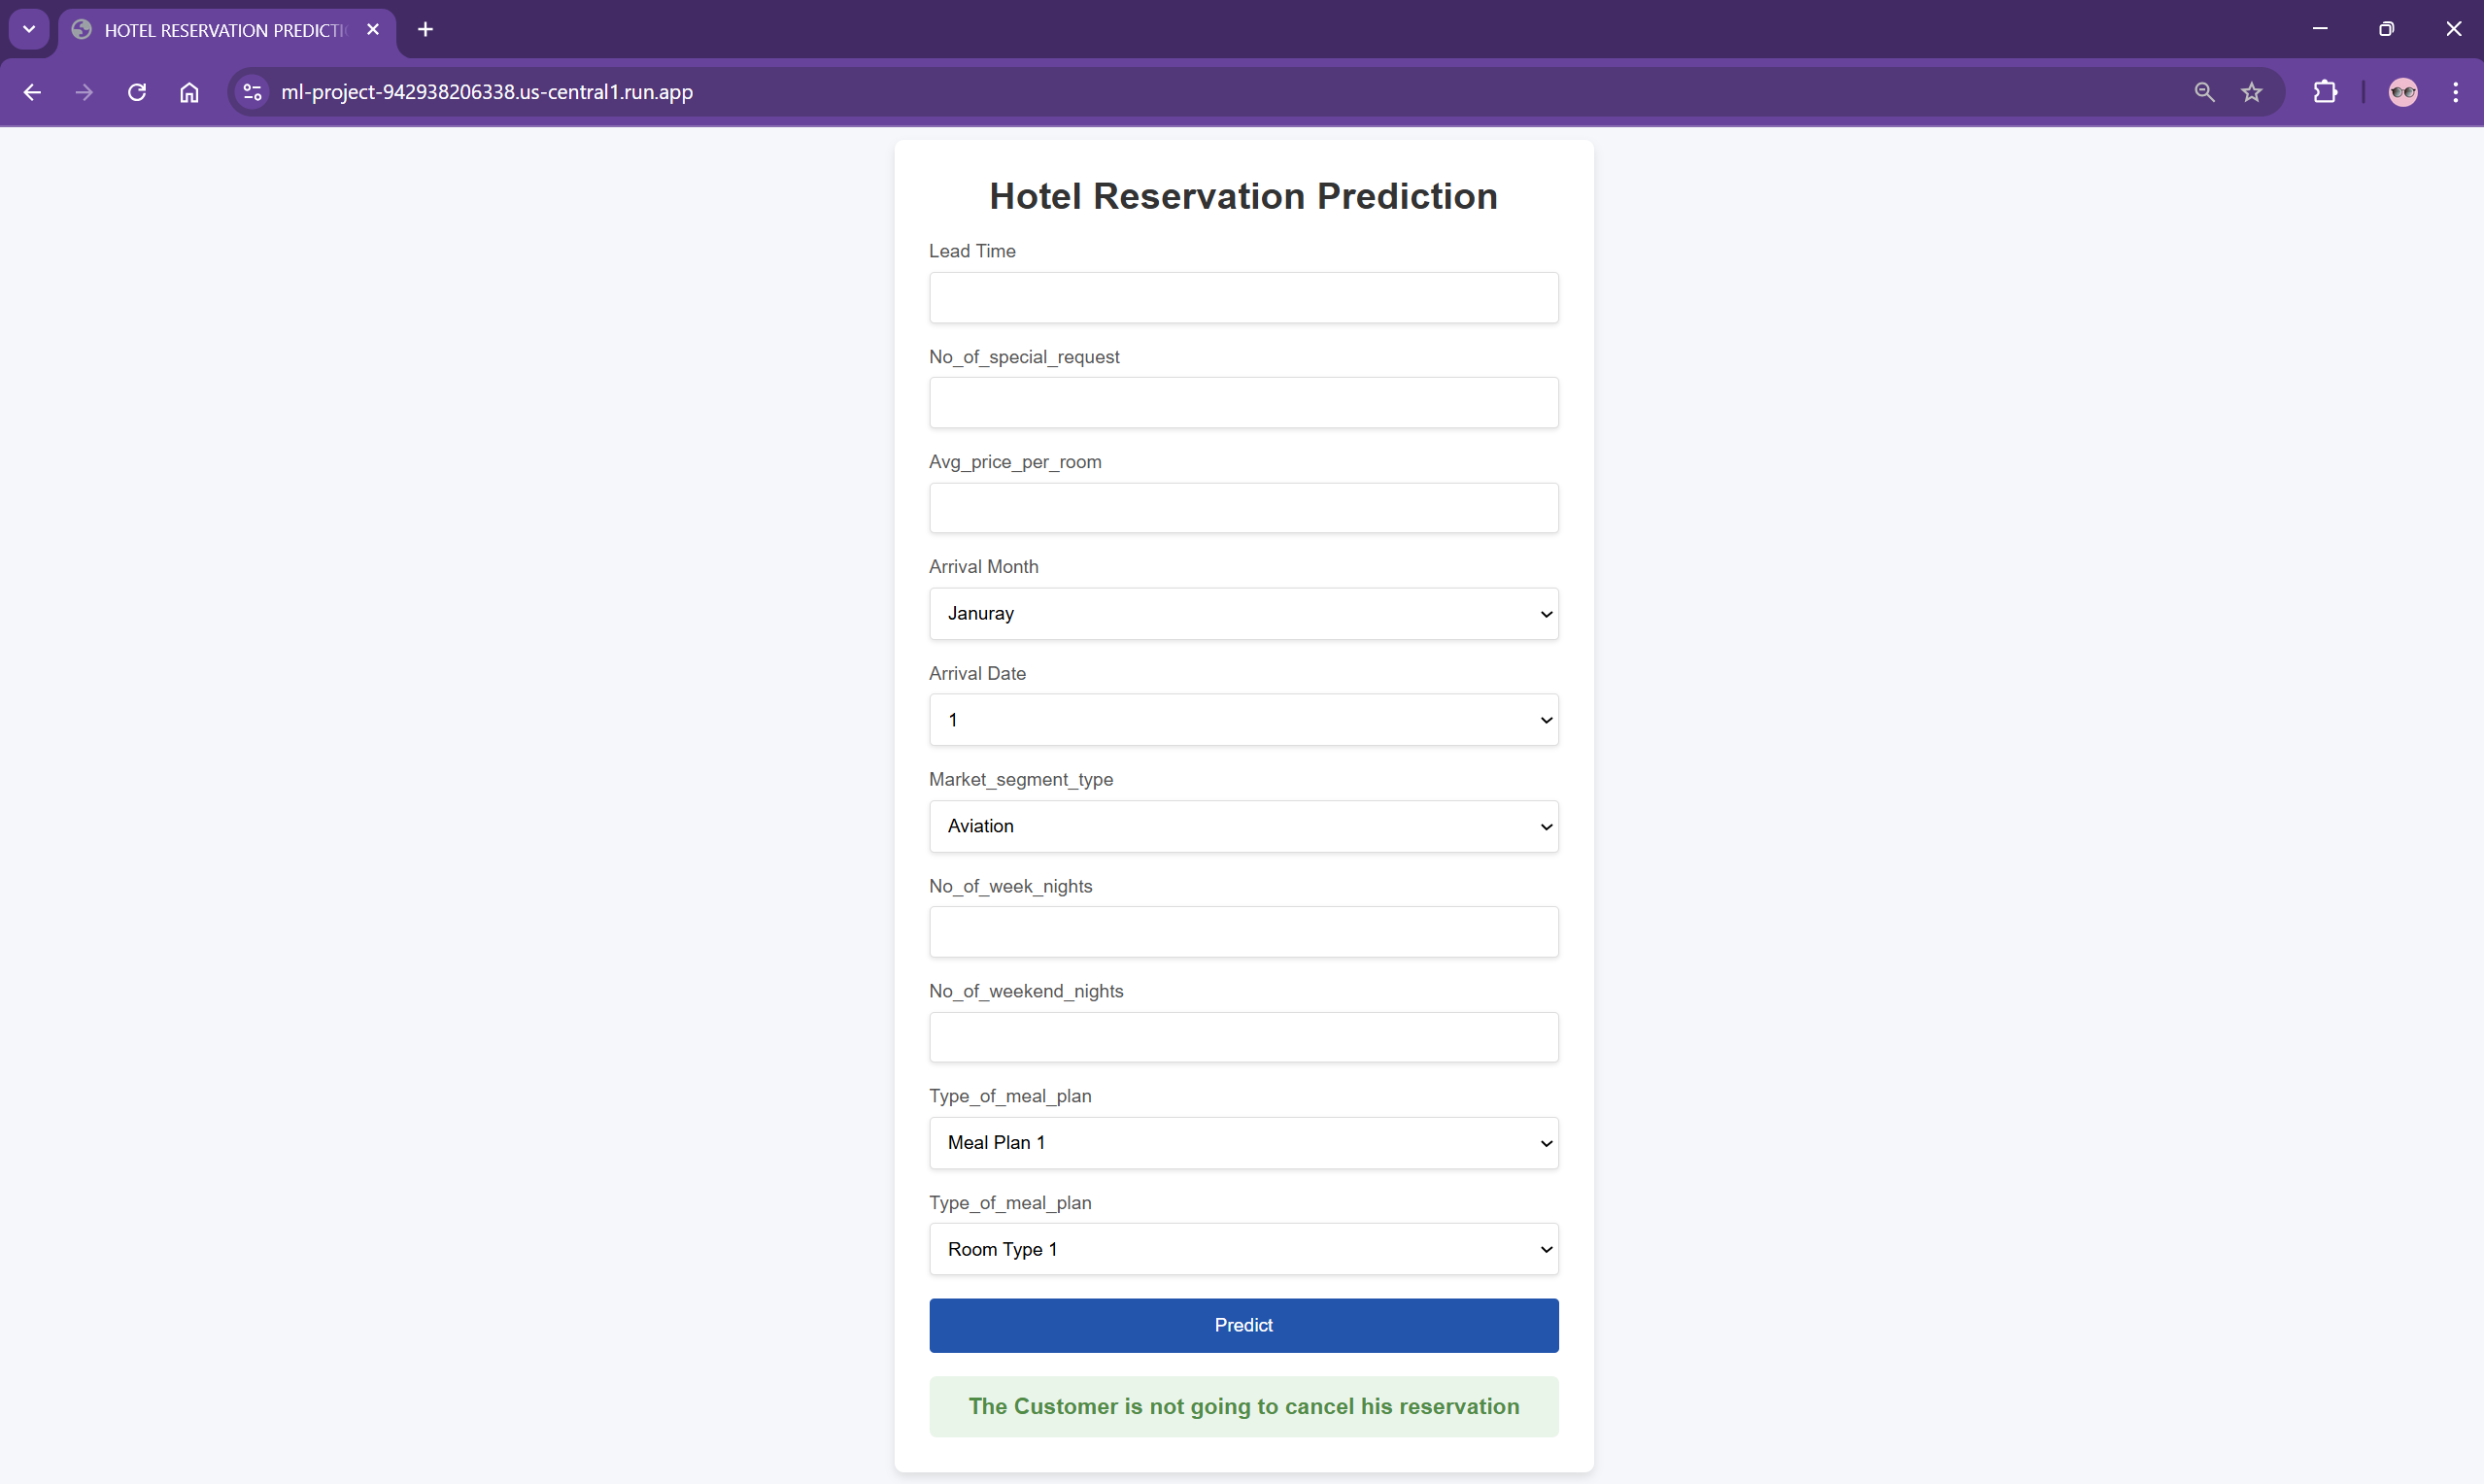 HOTEL RESERVATION PREDICTI
ml-project-942938206338.us-central1.run.app
Hotel Reservation Prediction
Lead Time
No_of_special_request
Avg_price_per_room
Arrival Month
Januray
Arrival Date
1
Market_segment_type
Aviation
No_of_week_nights
No_of_weekend_nights
Type_of_meal_plan
Meal Plan 1
Type_of_meal_plan
Room Type 1
Predict
The Customer is not going to cancel his reservation